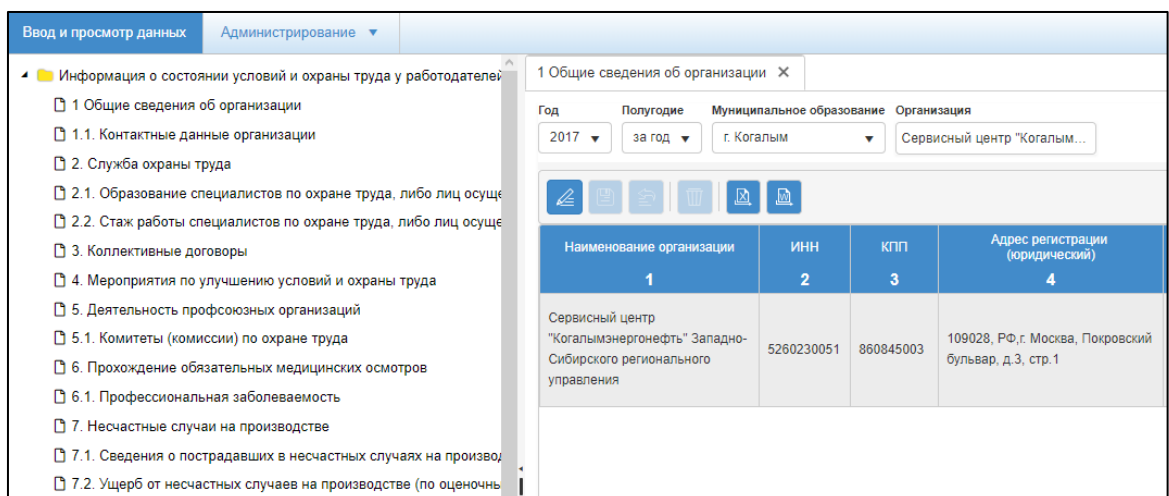 Ввод и просмотр данных
Администрирование
Информация о состоянии условий и охраны труда у работодателей
1 Общие сведения об организации
1.1. Контактные данные организации
2. Служба охраны труда
2.1. Образование специалистов по охране труда, либо лиц осуще
2.2. Стаж работы специалистов по охране труда, либо лиц осуще
3. Коллективные договоры
4. Мероприятия по улучшению условий и охраны труда
5. Деятельность профсоюзных организаций
5.1. Комитеты (комиссии) по охране труда
6. Прохождение обязательных медицинских осмотров
6.1. Профессиональная заболеваемость
7. Несчастные случаи на производстве
7.1. Сведения о пострадавших в несчастных случаях на производ
7.2. Ущерб от несчастных случаев на производстве (по оценочны
1 Общие сведения об организации
Год Полугодие Муниципальное образование Организация
2017 за год г. Когалым Сервисный центр "Когалым...
Наименование организации ИНН КПП Адрес регистрации
(юридический)
1 2 3 4
Сервисный центр
"Когалымэнергонефть" Западно-
Сибирского регионального
управления
5260230051
860845003
109028, РФ,г. Москва, Покровский
бульвар, д.3, стр.1